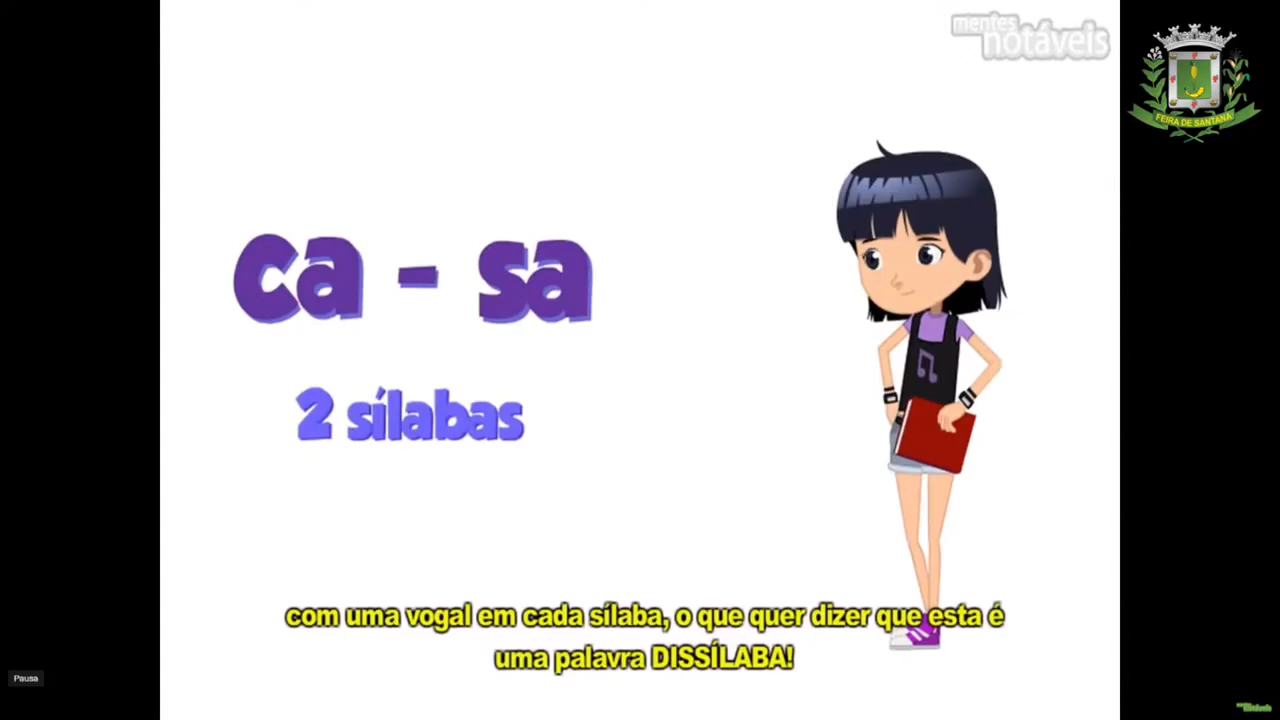 mentes
notáveis
FEIRA DE SANTANA
ca - sa
2 sílabas
com uma vogal em cada sílaba, o que quer dizer que esta é
uma palavra DISSÍLABA!
Pausa